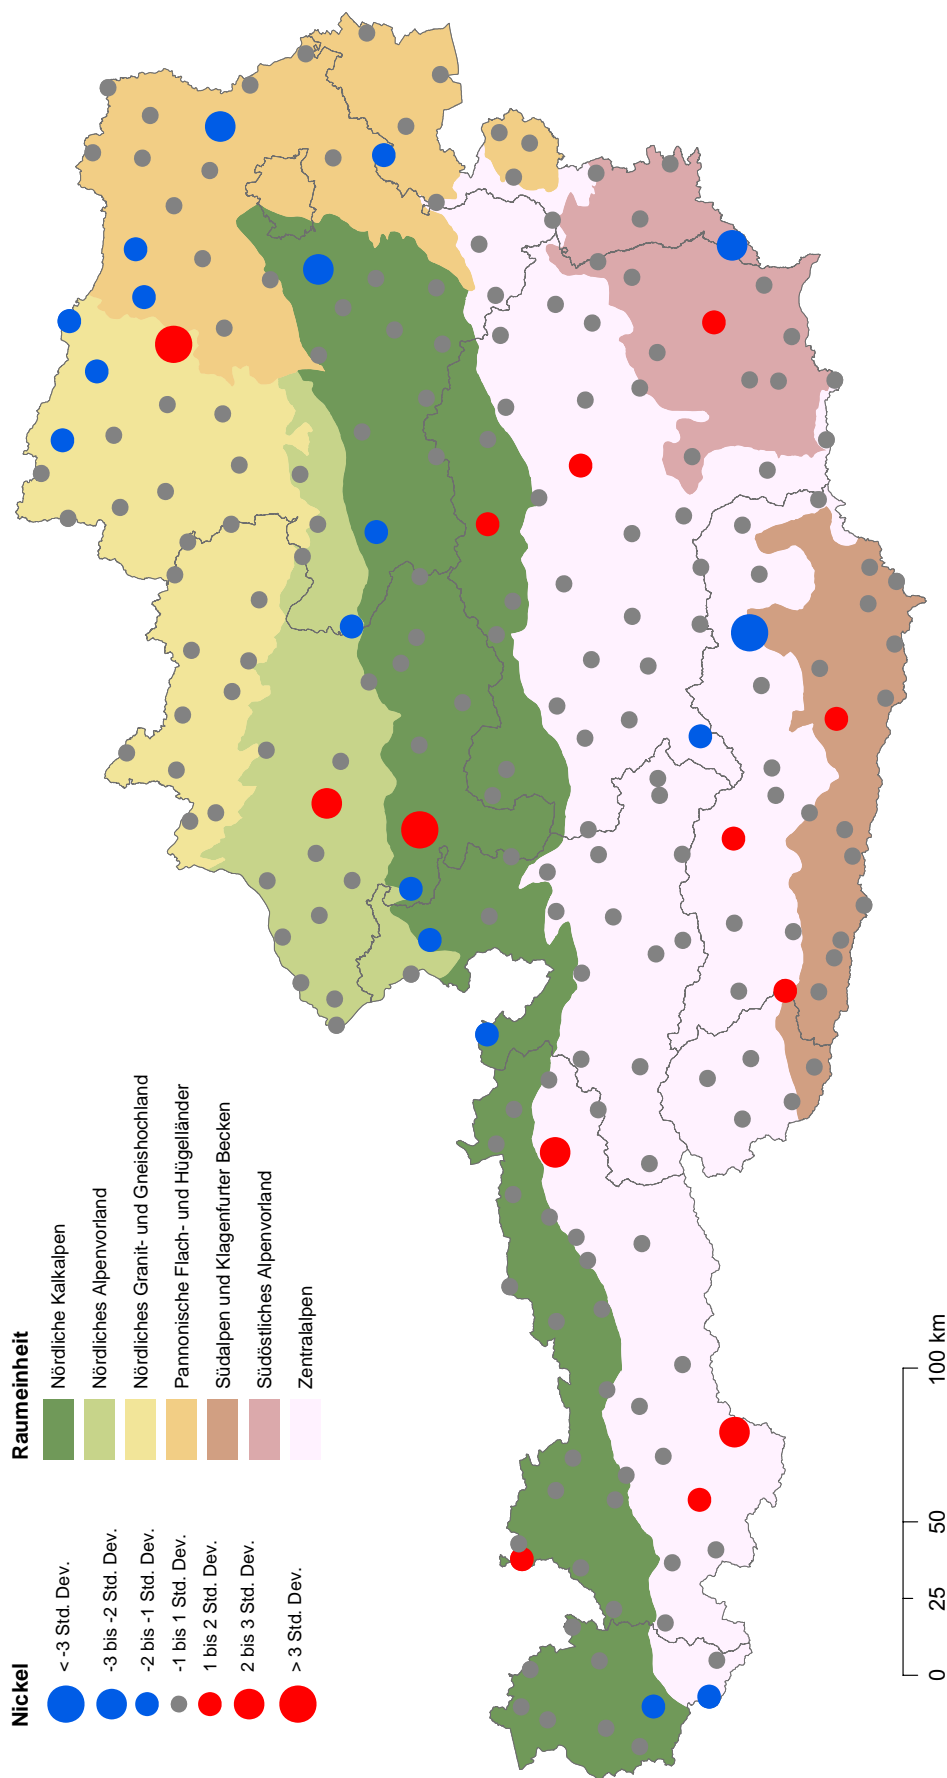 Nickel
< -3 Std. Dev.
-3 bis -2 Std. Dev.
-2 bis -1 Std. Dev.
-1 bis 1 Std. Dev.
1 bis 2 Std. Dev.
2 bis 3 Std. Dev.
> 3 Std. Dev.
Raumeinheit
Nördliche Kalkalpen
Nördliches Alpenvorland
Nördliches Granit- und Gneishochland
Pannonische Flach- und Hügelländer
Südalpen und Klagenfurter Becken
Südöstliches Alpenvorland
Zentralalpen
0 25 50 100 km